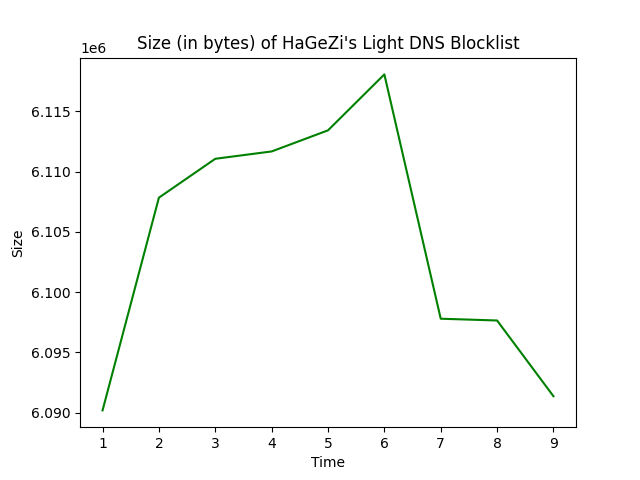 Size (in bytes) of HaGeZi's Light DNS Blocklist
1e6
6.115
6.110
6.105
6.100
6.095
6.090
Size
1 2 3 4 5 6 7 8 9
Time